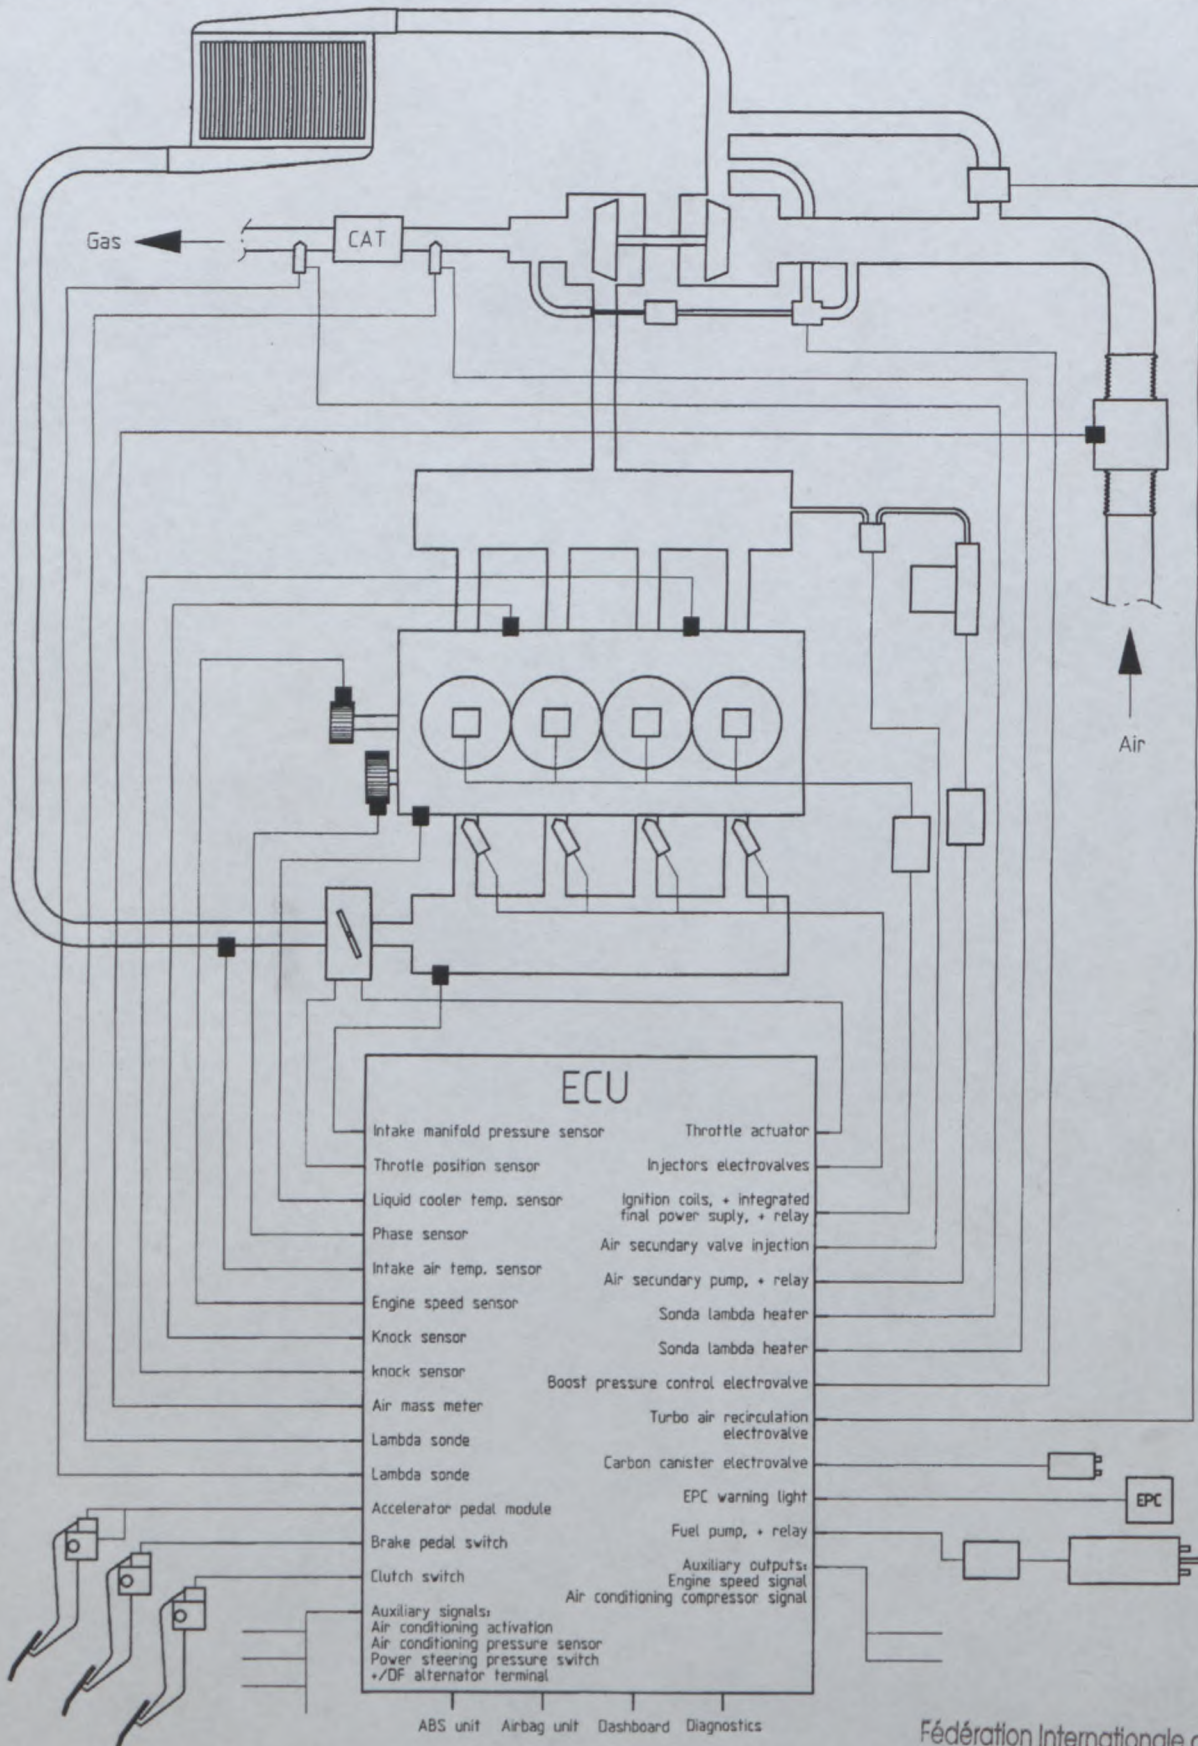 Gas
CAT
Air
ECU
Intake manifold pressure sensor
Throttle position sensor
Liquid cooler temp. sensor
Phase sensor
Intake air temp. sensor
Engine speed sensor
Knock sensor
knock sensor
Air mass meter
Lambda sonde
Lambda sonde
Accelerator pedal module
Brake pedal switch
Clutch switch
Auxiliary signals:
Air conditioning activation
Air conditioning pressure sensor
Power steering pressure switch
+/DF alternator terminal
Throttle actuator
Injectors electrovalves
Ignition coils, + integrated
final power suply, + relay
Air secundary valve injection
Air secundary pump, + relay
Sonda lambda heater
Sonda lambda heater
Boost pressure control electrovalve
Turbo air recirculation
electrovalve
Carbon canister electrovalve
EPC warning light
EPC
Fuel pump, + relay
Auxiliary outputs:
Engine speed signal
Air conditioning compressor signal
ABS unit Airbag unit Dashboard Diagnostics
Fédération Internationale